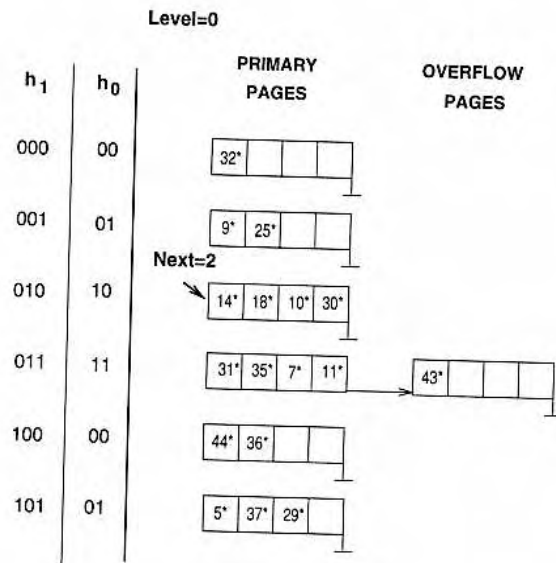 Level=0
h1 h0 PRIMARY PAGES OVERFLOW PAGES
000 00 32*
001 01 9* 25*
Next=2
010 10 14* 18* 10* 30*
011 11 31* 35* 7* 11* 43*
100 00 44* 36*
101 01 5* 37* 29*